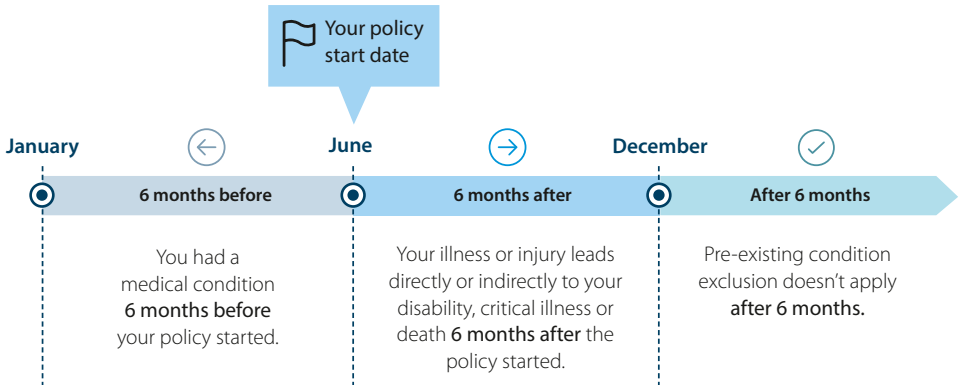 Your policy
start date
January
June
December
6 months before
6 months after
After 6 months
You had a
medical condition
6 months before
your policy started.
Your illness or injury leads
directly or indirectly to your
disability, critical illness or
death 6 months after the
policy started.
Pre-existing condition
exclusion doesn't apply
after 6 months.